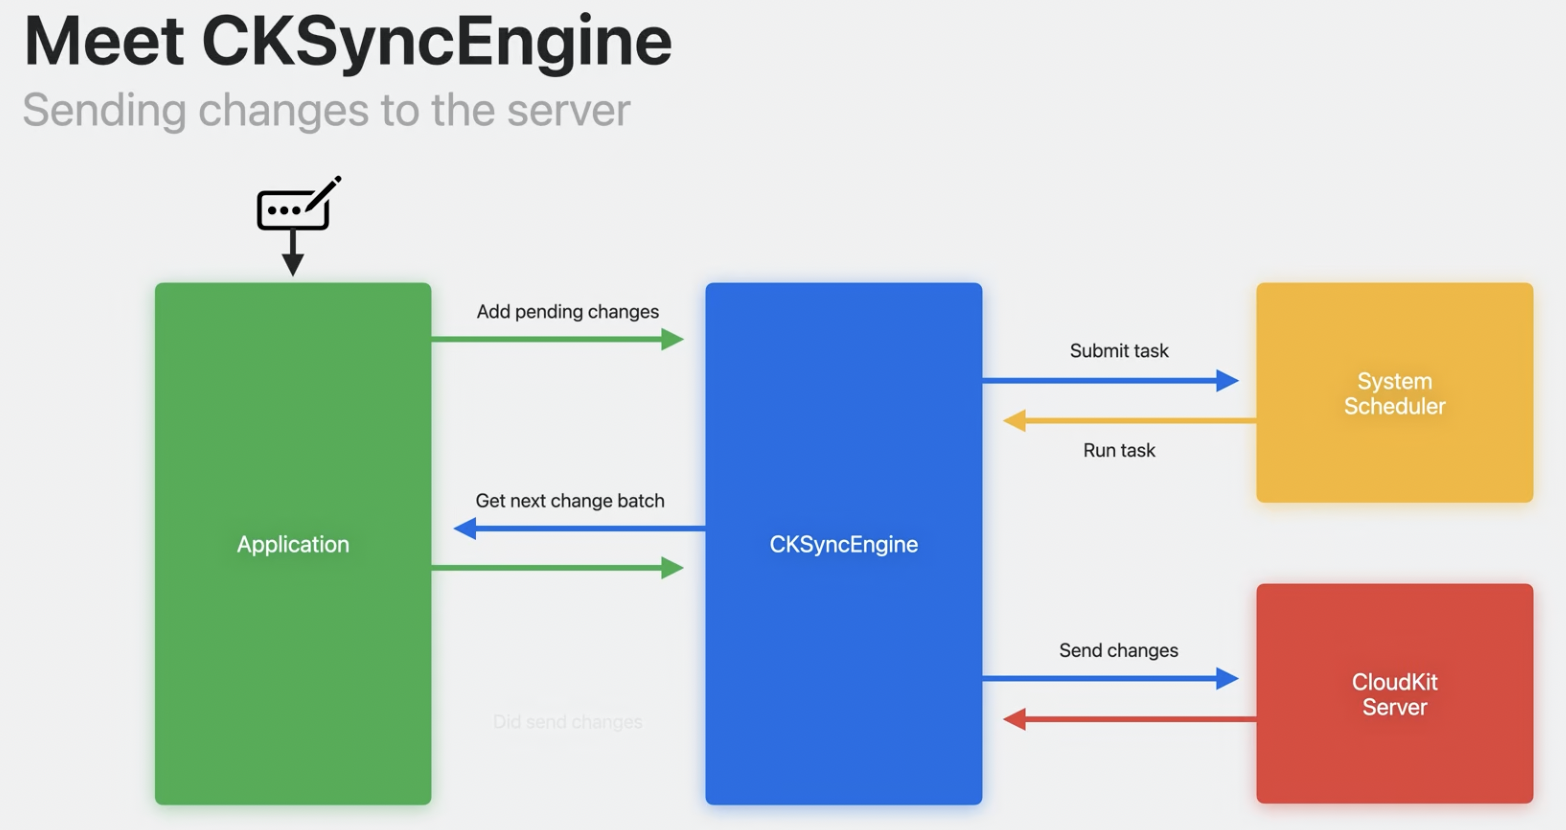 Meet CKSyncEngine
Sending changes to the server
Add pending changes
Submit task
System
Scheduler
Run task
Get next change batch
Application
CKSyncEngine
Send changes
CloudKit
Server
Did send changes